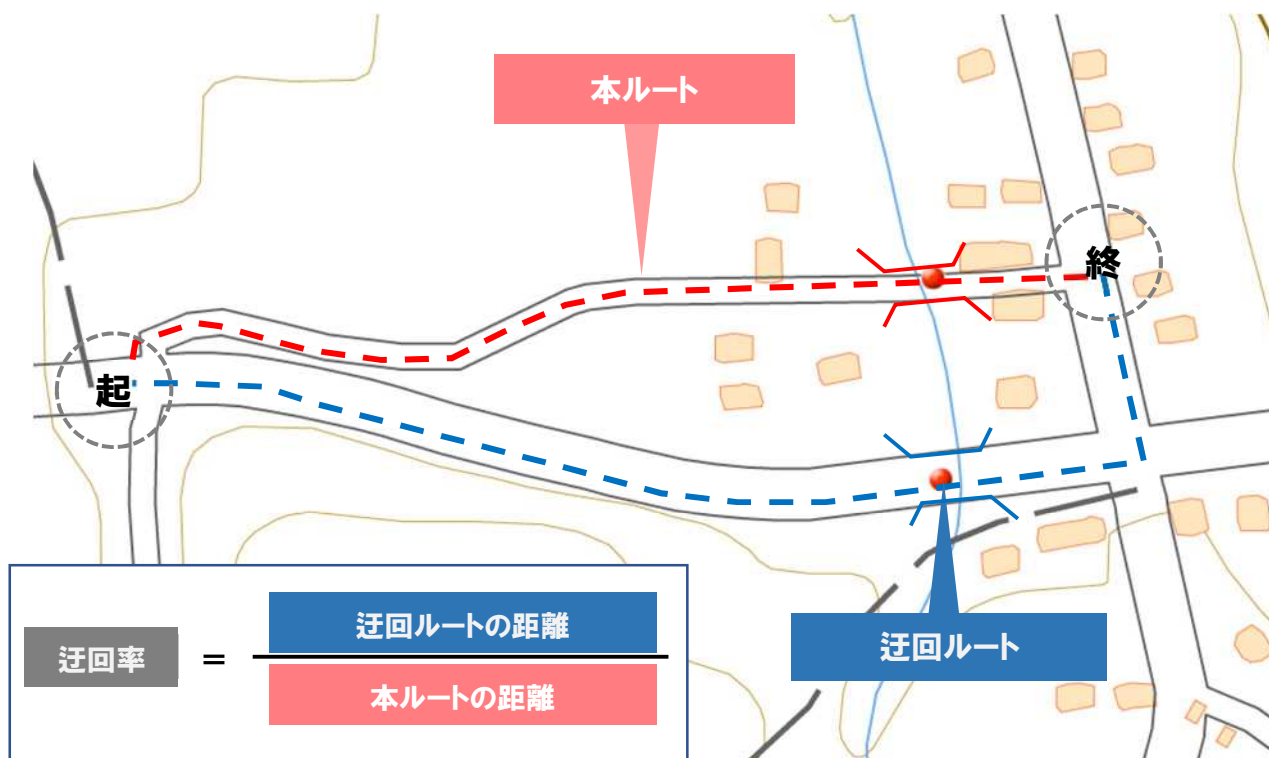 本ルート
終
起
迂回ルート
迂回率 = 迂回ルートの距離
本ルートの距離